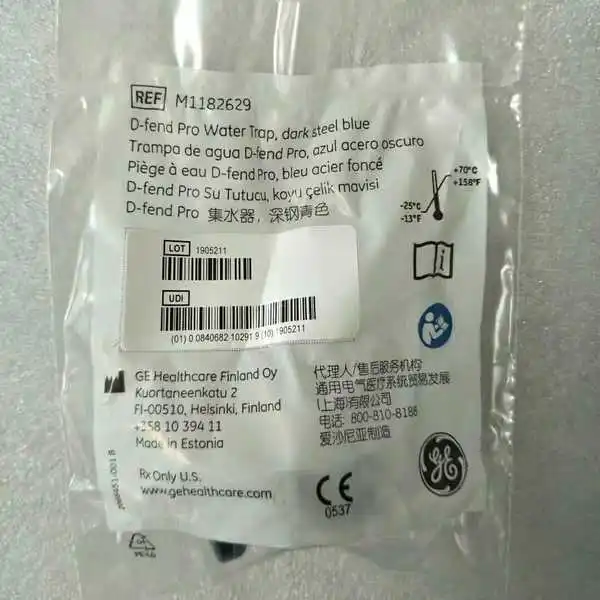 REF M1182629
D-fend Pro Water Trap, dark steel blue
Trampa de agua D-fend Pro, azul acero oscuro
Piège à eau D-fend Pro, bleu acier foncé
D-fend Pro Su Tutucu, koyu çelik mavisi
D-fend Pro 集水器，深钢青色
+70°C
+158°F
-25°C
-13°F
LOT 1905211
UDI
(01) 0 0840682 10291 9 (10) 1905211
GE Healthcare Finland Oy
Kuortaneenkatu 2
FI-00510, Helsinki, Finland
+358 10 394 11
Made in Estonia
代理人/售后服务机构
通用电气医疗系统贸易发展
(上海)有限公司
电话: 800-810-8188
爱沙尼亚制造
Rx Only U.S.
www.gehealthcare.com
CE
0537
GE